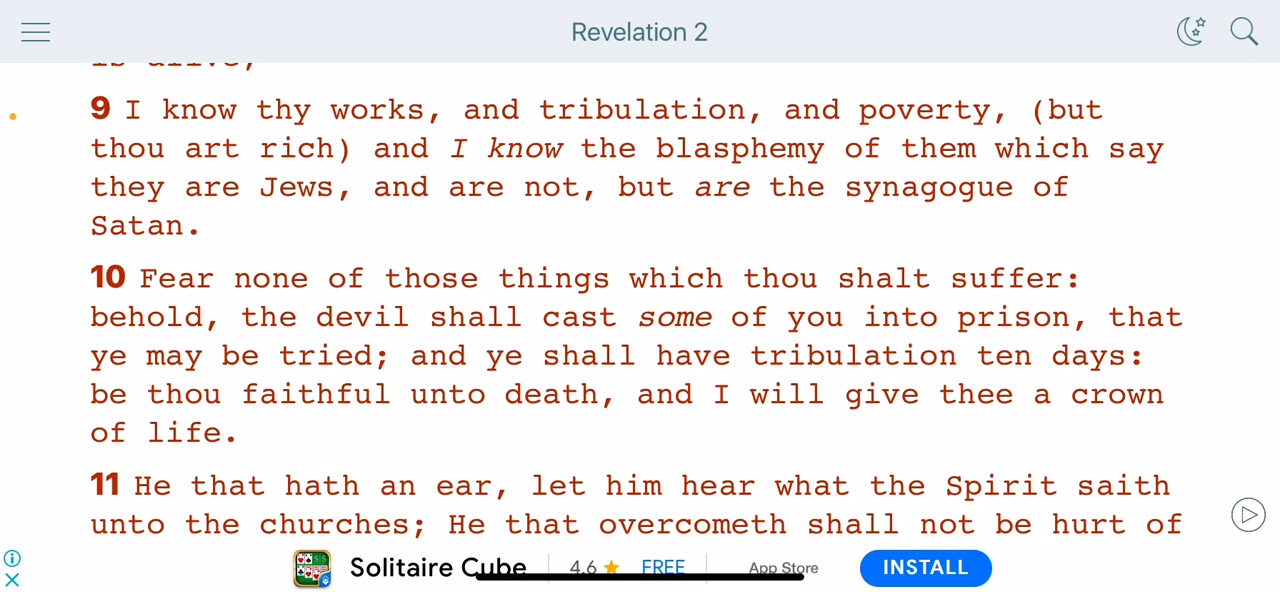 Revelation 2
is alive;
9 I know thy works, and tribulation, and poverty, (but
thou art rich) and I know the blasphemy of them which say
they are Jews, and are not, but are the synagogue of
Satan.
10 Fear none of those things which thou shalt suffer:
behold, the devil shall cast some of you into prison, that
ye may be tried; and ye shall have tribulation ten days:
be thou faithful unto death, and I will give thee a crown
of life.
11 He that hath an ear, let him hear what the Spirit saith
unto the churches; He that overcometh shall not be hurt of
Solitaire Cube 4.6 FREE App Store INSTALL